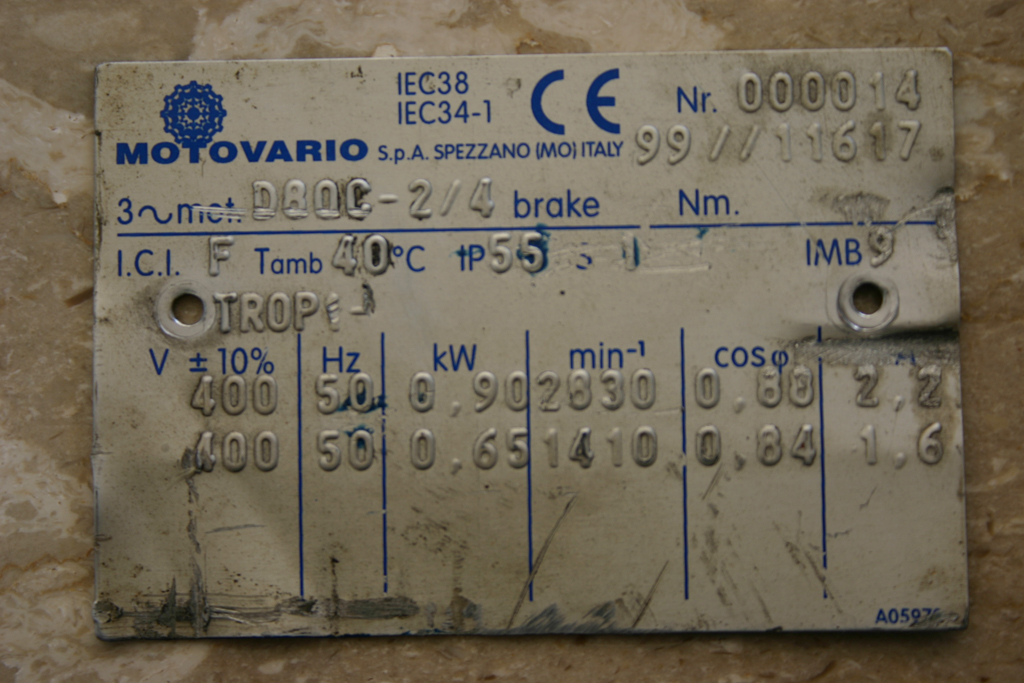 IEC38
IEC34-1
CE Nr. 000014
MOTOVARIO S.p.A. SPEZZANO (MO) ITALY 99//11617
3~mot. D80C-2/4 brake Nm.
I.C.I. F Tamb 40°C IP55 IMB9
V ±10% Hz kW min-1 cosφ A
400 50 0,90 2830 0,88 2,2
400 50 0,65 1410 0,84 1,6